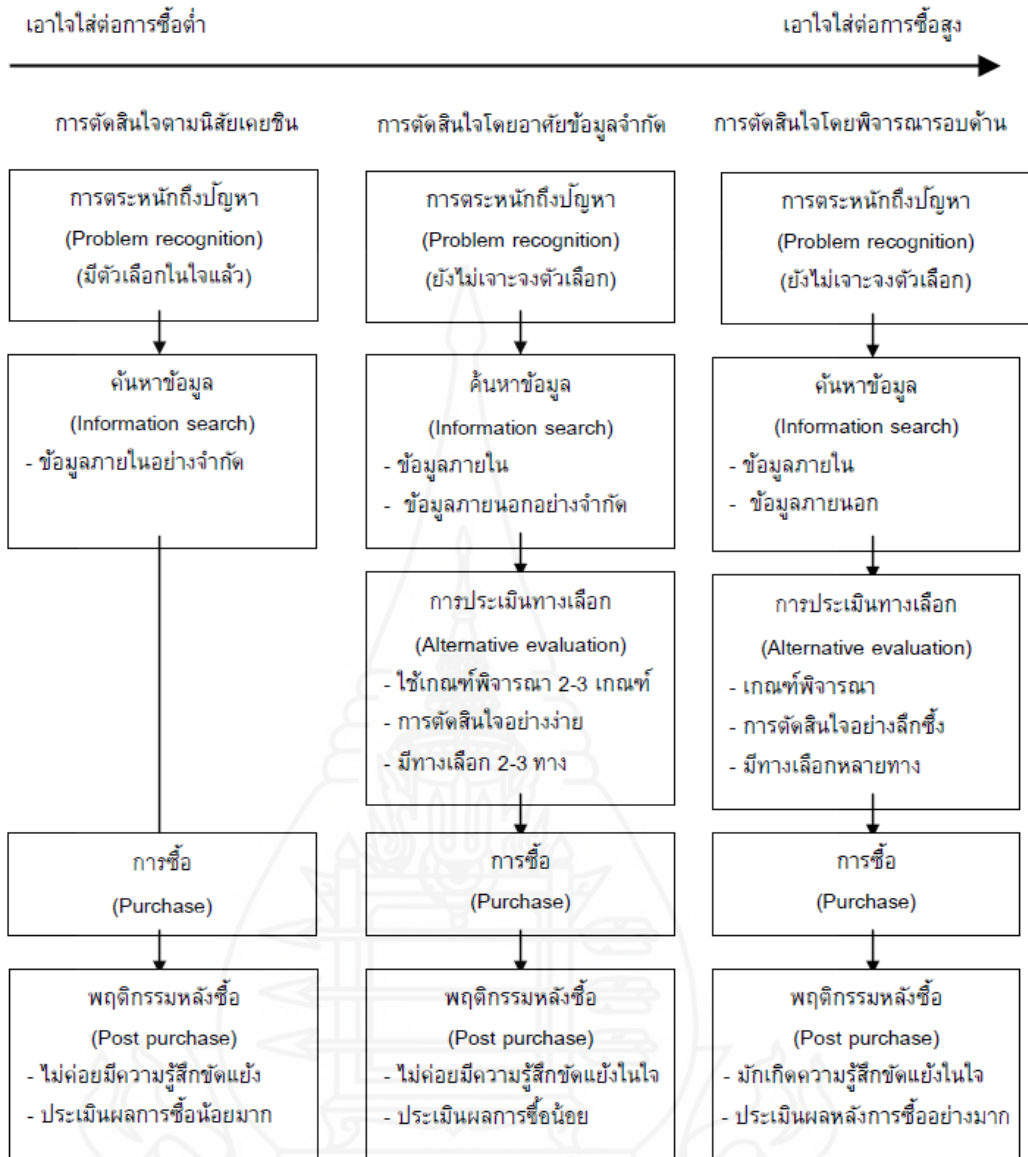 เอาใจใส่ต่อการซื้อต่ำ
เอาใจใส่ต่อการซื้อสูง
การตัดสินใจตามนิสัยเคยชิน
การตัดสินใจโดยอาศัยข้อมูลจำกัด
การตัดสินใจโดยพิจารณารอบด้าน
การตระหนักถึงปัญหา
(Problem recognition)
(มีตัวเลือกในใจแล้ว)
การตระหนักถึงปัญหา
(Problem recognition)
(ยังไม่เจาะจงตัวเลือก)
การตระหนักถึงปัญหา
(Problem recognition)
(ยังไม่เจาะจงตัวเลือก)
ค้นหาข้อมูล
(Information search)
- ข้อมูลภายในอย่างจำกัด
ค้นหาข้อมูล
(Information search)
- ข้อมูลภายใน
- ข้อมูลภายนอกอย่างจำกัด
ค้นหาข้อมูล
(Information search)
- ข้อมูลภายใน
- ข้อมูลภายนอก
การประเมินทางเลือก
(Alternative evaluation)
- ใช้เกณฑ์พิจารณา 2-3 เกณฑ์
- การตัดสินใจอย่างง่าย
- มีทางเลือก 2-3 ทาง
การประเมินทางเลือก
(Alternative evaluation)
- เกณฑ์พิจารณา
- การตัดสินใจอย่างลึกซึ้ง
- มีทางเลือกหลายทาง
การซื้อ
(Purchase)
การซื้อ
(Purchase)
การซื้อ
(Purchase)
พฤติกรรมหลังซื้อ
(Post purchase)
- ไม่ค่อยมีความรู้สึกขัดแย้ง
- ประเมินผลการซื้อน้อยมาก
พฤติกรรมหลังซื้อ
(Post purchase)
- ไม่ค่อยมีความรู้สึกขัดแย้งในใจ
- ประเมินผลการซื้อน้อย
พฤติกรรมหลังซื้อ
(Post purchase)
- มักเกิดความรู้สึกขัดแย้งในใจ
- ประเมินผลหลังการซื้ออย่างมาก